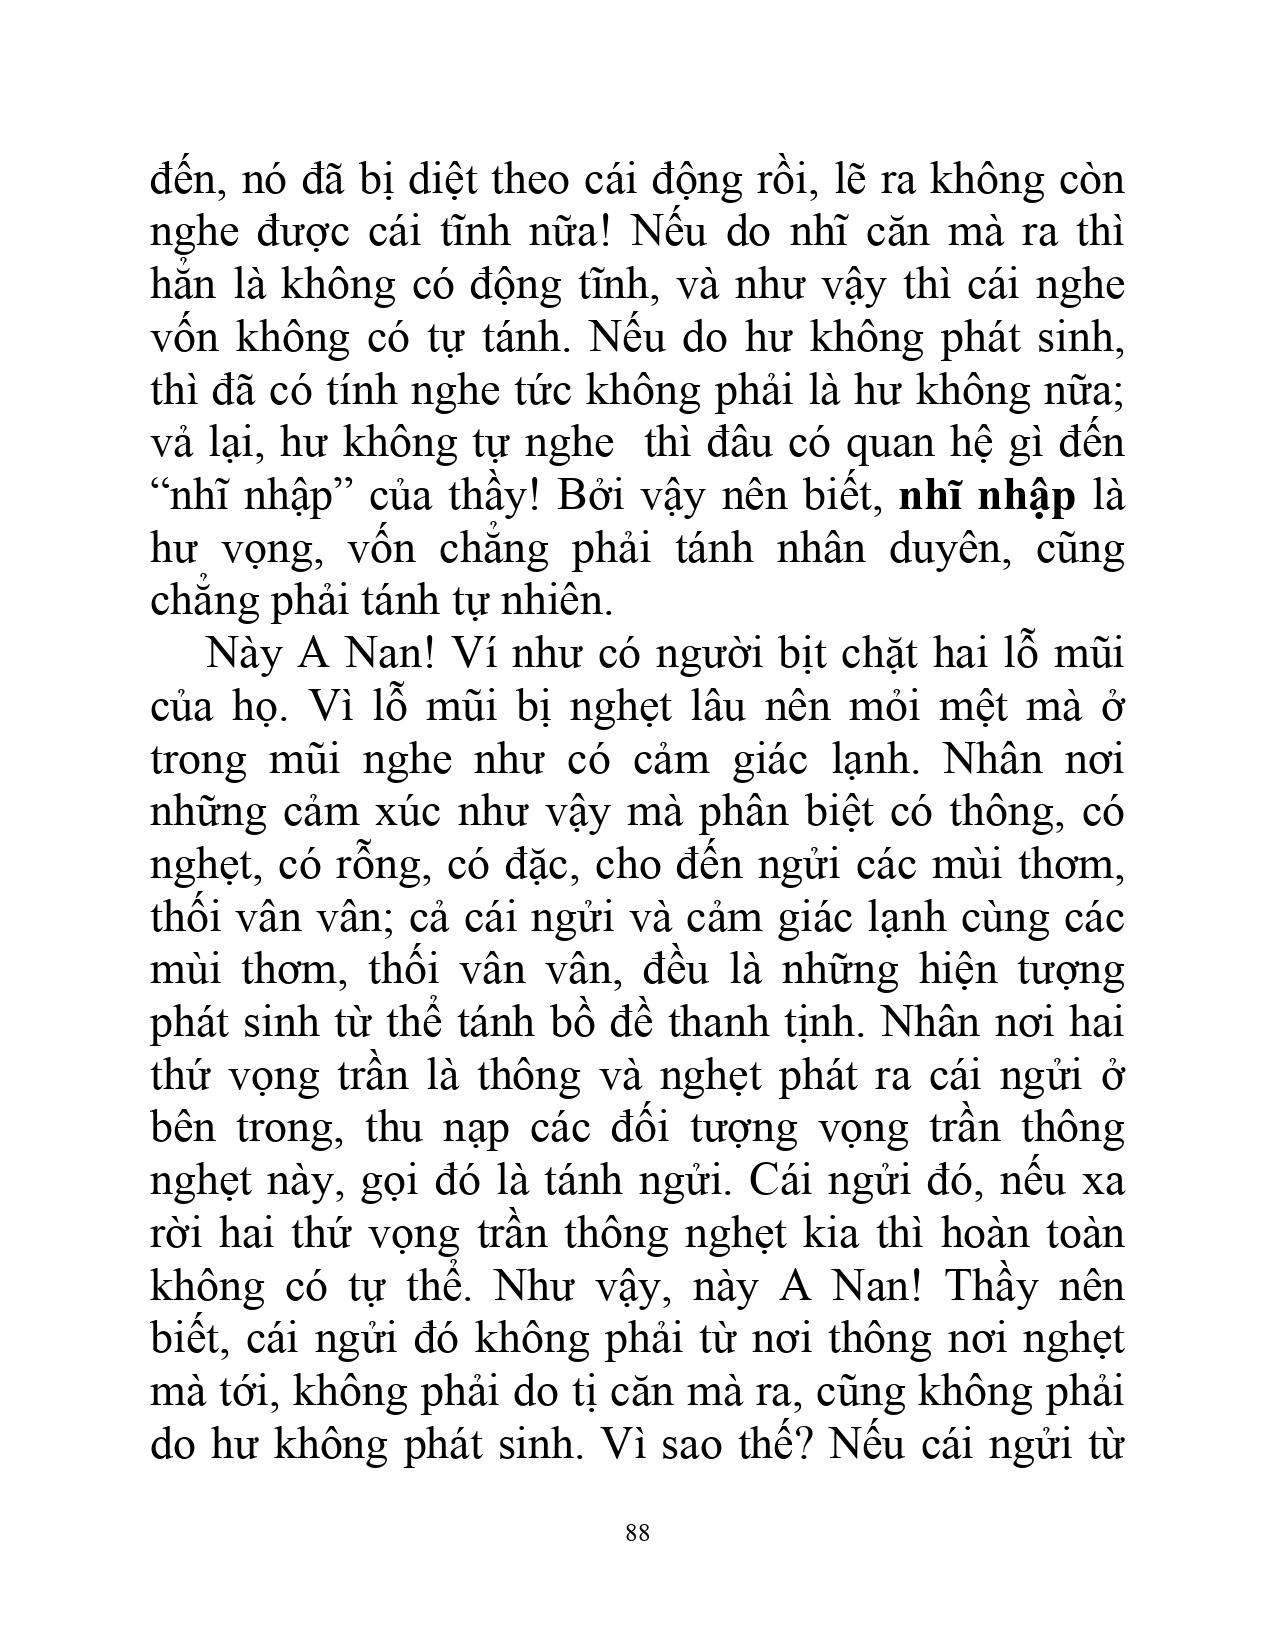 đến, nó đã bị diệt theo cái động rồi, lẽ ra không còn
nghe được cái tĩnh nữa! Nếu do nhĩ căn mà ra thì
hẳn là không có động tĩnh, và như vậy thì cái nghe
vốn không có tự tánh. Nếu do hư không phát sinh,
thì đã có tính nghe tức không phải là hư không nữa;
vả lại, hư không tự nghe  thì đâu có quan hệ gì đến
“nhĩ nhập” của thầy! Bởi vậy nên biết, nhĩ nhập là
hư vọng, vốn chẳng phải tánh nhân duyên, cũng
chẳng phải tánh tự nhiên.
Này A Nan! Ví như có người bịt chặt hai lỗ mũi
của họ. Vì lỗ mũi bị nghẹt lâu nên mỏi mệt mà ở
trong mũi nghe như có cảm giác lạnh. Nhân nơi
những cảm xúc như vậy mà phân biệt có thông, có
nghẹt, có rỗng, có đặc, cho đến ngửi các mùi thơm,
thối vân vân; cả cái ngửi và cảm giác lạnh cùng các
mùi thơm, thối vân vân, đều là những hiện tượng
phát sinh từ thể tánh bồ đề thanh tịnh. Nhân nơi hai
thứ vọng trần là thông và nghẹt phát ra cái ngửi ở
bên trong, thu nạp các đối tượng vọng trần thông
nghẹt này, gọi đó là tánh ngửi. Cái ngửi đó, nếu xa
rời hai thứ vọng trần thông nghẹt kia thì hoàn toàn
không có tự thể. Như vậy, này A Nan! Thầy nên
biết, cái ngửi đó không phải từ nơi thông nơi nghẹt
mà tới, không phải do tị căn mà ra, cũng không phải
do hư không phát sinh. Vì sao thế? Nếu cái ngửi từ
88